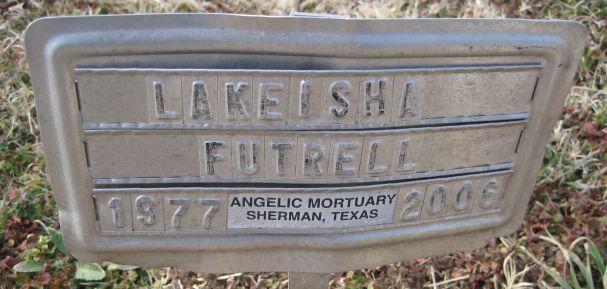 LAKEISHA
FUTRELL
1977 ANGELIC MORTUARY 2006
SHERMAN, TEXAS